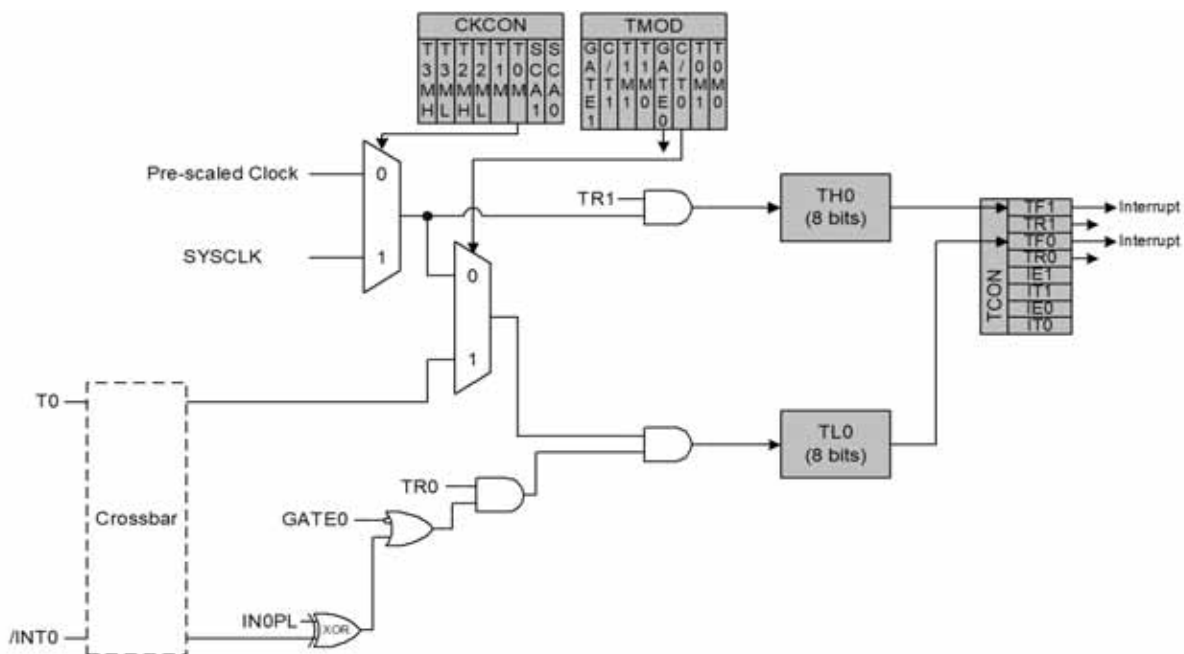 CKCON
T3MH
T3ML
T2MH
T2ML
T1M
T0M
SCA1
SCA0
TMOD
GATE1
C/T1
T1M1
T1M0
GATE0
C/T0
T0M1
T0M0
Pre-scaled Clock
0
SYSCLK
1
TR1
TH0
(8 bits)
TCON
TF1
TR1
TF0
TR0
IE1
IT1
IE0
IT0
Interrupt
Interrupt
0
1
T0
Crossbar
/INT0
TR0
GATE0
IN0PL
XOR
TL0
(8 bits)